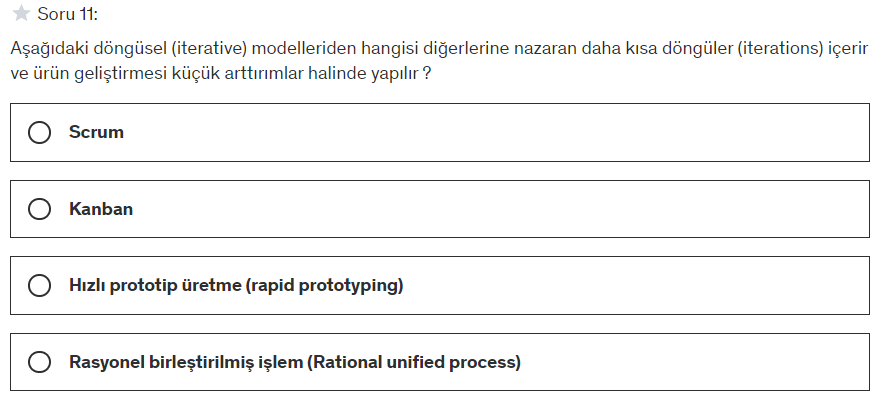 Soru 11:
Aşağıdaki döngüsel (iterative) modelleriden hangisi diğerlerine nazaran daha kısa döngüler (iterations) içerir
ve ürün geliştirmesi küçük arttırımlar halinde yapılır ?
Scrum
Kanban
Hızlı prototip üretme (rapid prototyping)
Rasyonel birleştirilmiş işlem (Rational unified process)